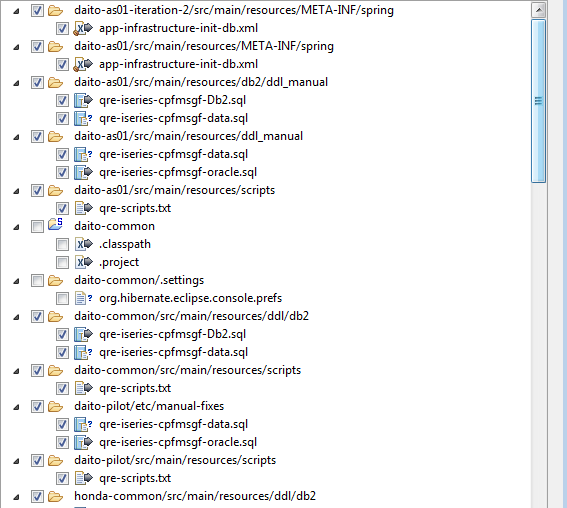 daito-as01-iteration-2/src/main/resources/META-INF/spring
app-infrastructure-init-db.xml
daito-as01/src/main/resources/META-INF/spring
app-infrastructure-init-db.xml
daito-as01/src/main/resources/db2/ddl_manual
qre-iseries-cpfmsgf-Db2.sql
qre-iseries-cpfmsgf-data.sql
daito-as01/src/main/resources/ddl_manual
qre-iseries-cpfmsgf-data.sql
qre-iseries-cpfmsgf-oracle.sql
daito-as01/src/main/resources/scripts
qre-scripts.txt
daito-common
.classpath
.project
daito-common/.settings
org.hibernate.eclipse.console.prefs
daito-common/src/main/resources/ddl/db2
qre-iseries-cpfmsgf-Db2.sql
qre-iseries-cpfmsgf-data.sql
daito-common/src/main/resources/scripts
qre-scripts.txt
daito-pilot/etc/manual-fixes
qre-iseries-cpfmsgf-data.sql
qre-iseries-cpfmsgf-oracle.sql
daito-pilot/src/main/resources/scripts
qre-scripts.txt
honda-common/src/main/resources/ddl/db2